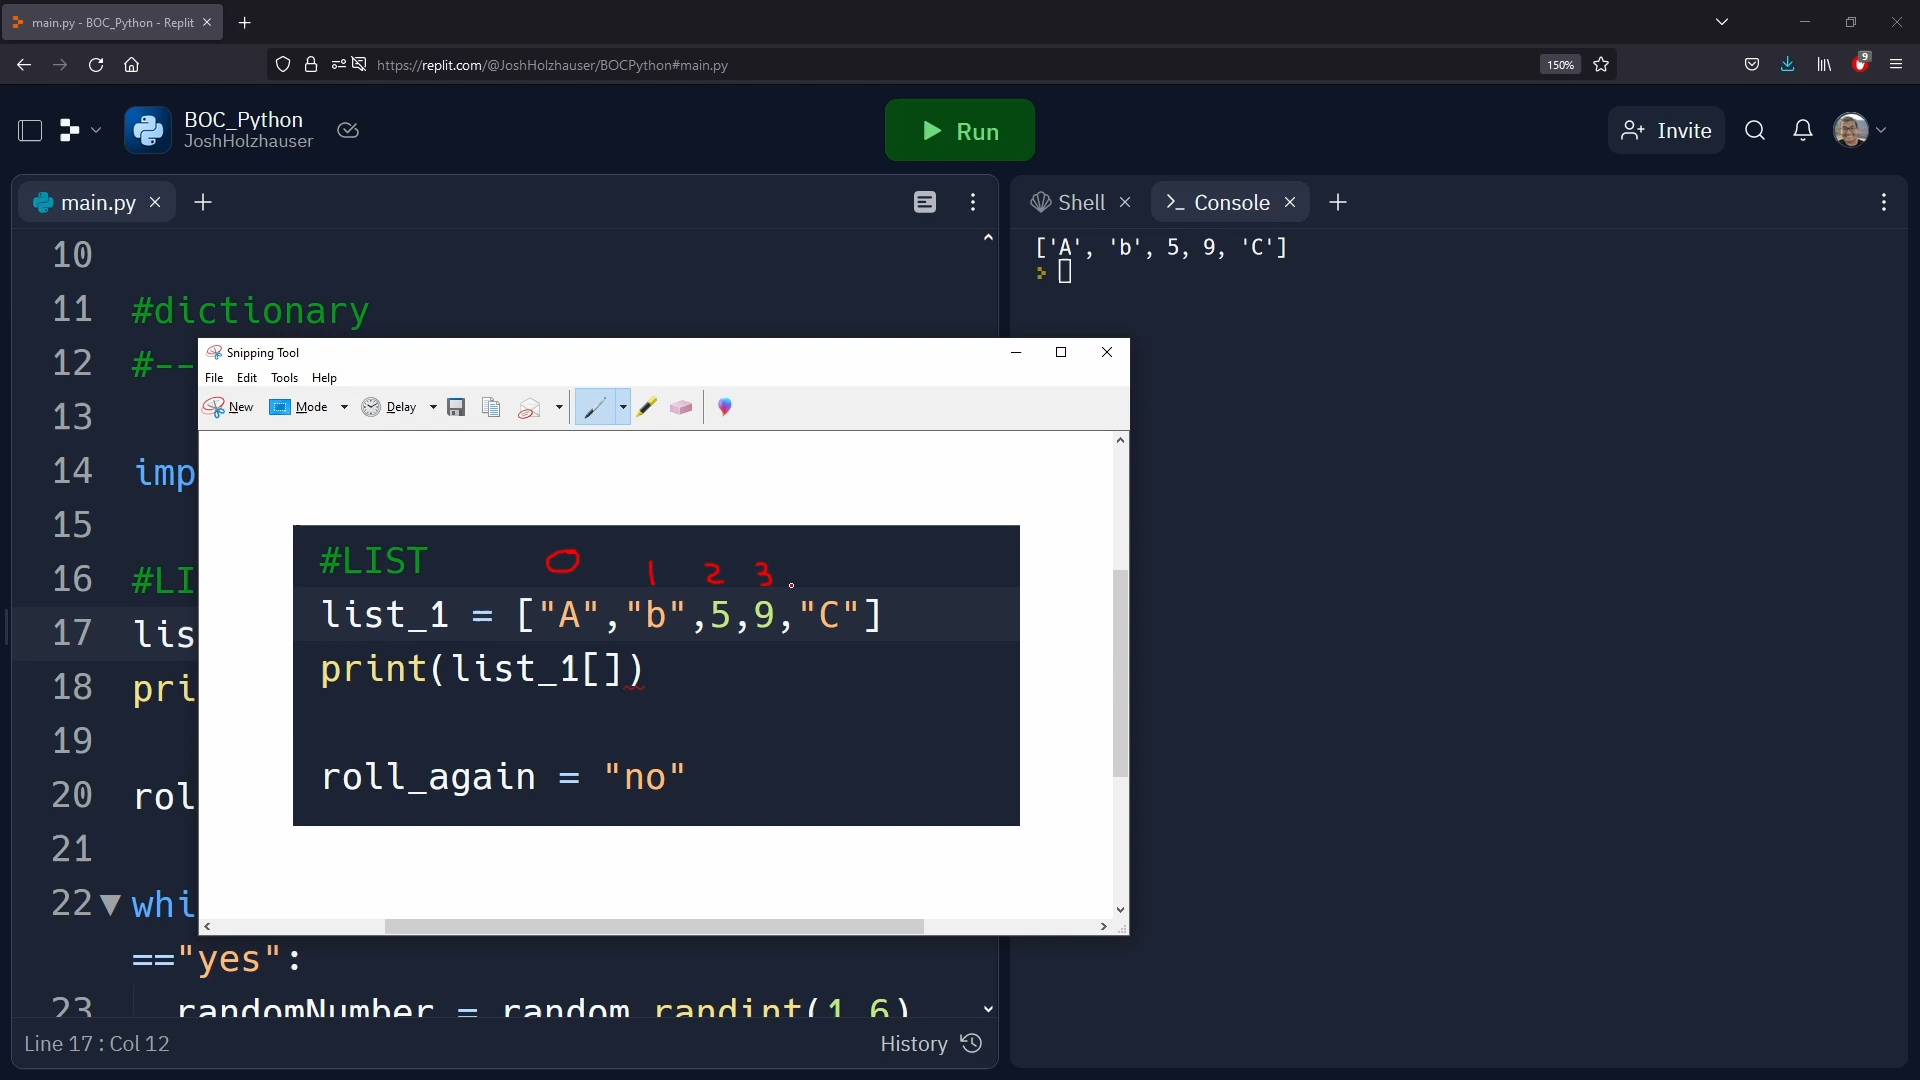 main.py - BOC_Python - Replit
https://replit.com/@JoshHolzhauser/BOCPython#main.py
150%
9
BOC_Python
JoshHolzhauser
Run
Invite
main.py
Shell
Console
['A', 'b', 5, 9, 'C']
10
11 #dictionary
12 #--
13
14 imp
15
16 #LI
17 lis
18 pri
19
20 rol
21
22 whi
=="yes":
23 randomNumber = random.randint(1,6)
Snipping Tool
File Edit Tools Help
New Mode Delay
#LIST
0 1 2 3
list_1 = ["A","b",5,9,"C"]
print(list_1[])
roll_again = "no"
Line 17 : Col 12
History